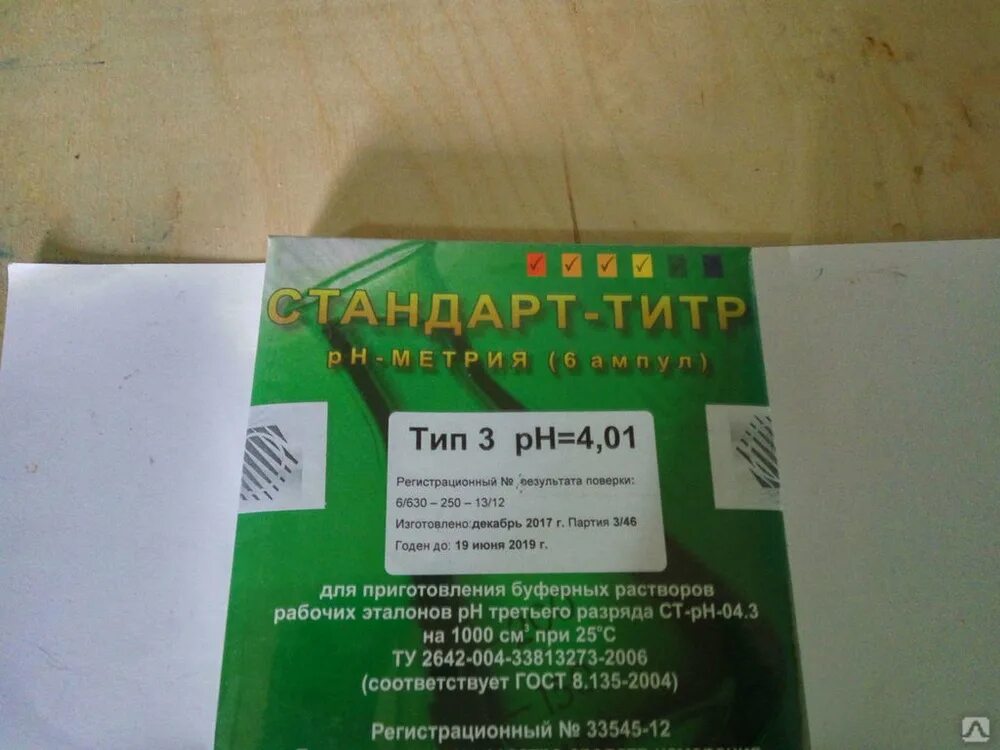 СТАНДАРТ-ТИТР
pH-МЕТРИЯ (6 ампул)
Тип 3 pH=4,01
Регистрационный № результата поверки:
6/630 – 250 – 13/12
Изготовлено: декабрь 2017 г. Партия 3/46
Годен до: 19 июня 2019 г.
для приготовления буферных растворов
рабочих эталонов pH третьего разряда СТ-pH-04.3
на 1000 см³ при 25°С
ТУ 2642-004-33813273-2006
(соответствует ГОСТ 8.135-2004)
Регистрационный № 33545-12